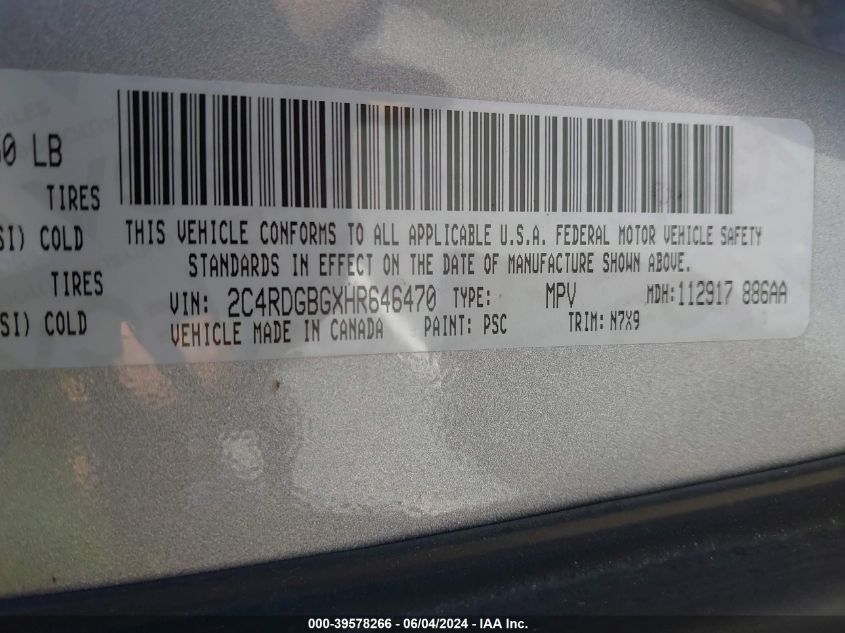 50 LB
TIRES
SI) COLD
TIRES
SI) COLD
THIS VEHICLE CONFORMS TO ALL APPLICABLE U.S.A. FEDERAL MOTOR VEHICLE SAFETY
STANDARDS IN EFFECT ON THE DATE OF MANUFACTURE SHOWN ABOVE.
VIN: 2C4RDGBGXHR646470 TYPE: MPV MDH:112917 886AA
VEHICLE MADE IN CANADA PAINT: PSC TRIM: N7X9
000-39578266 - 06/04/2024 - IAA Inc.